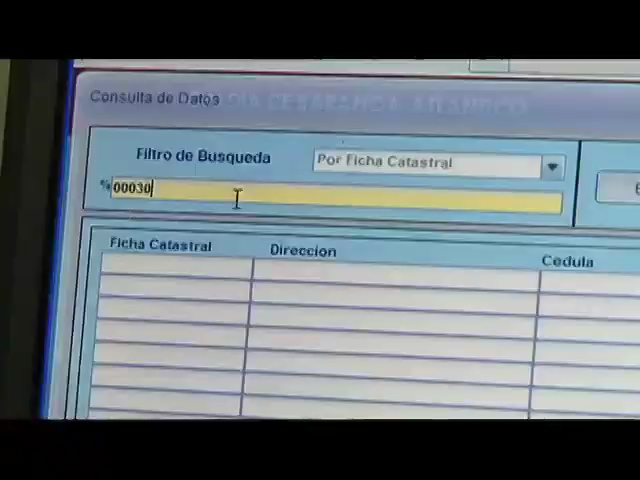 Consulta de Datos
Filtro de Busqueda
Por Ficha Catastral
%00030
Ficha Catastral
Direccion
Cedula